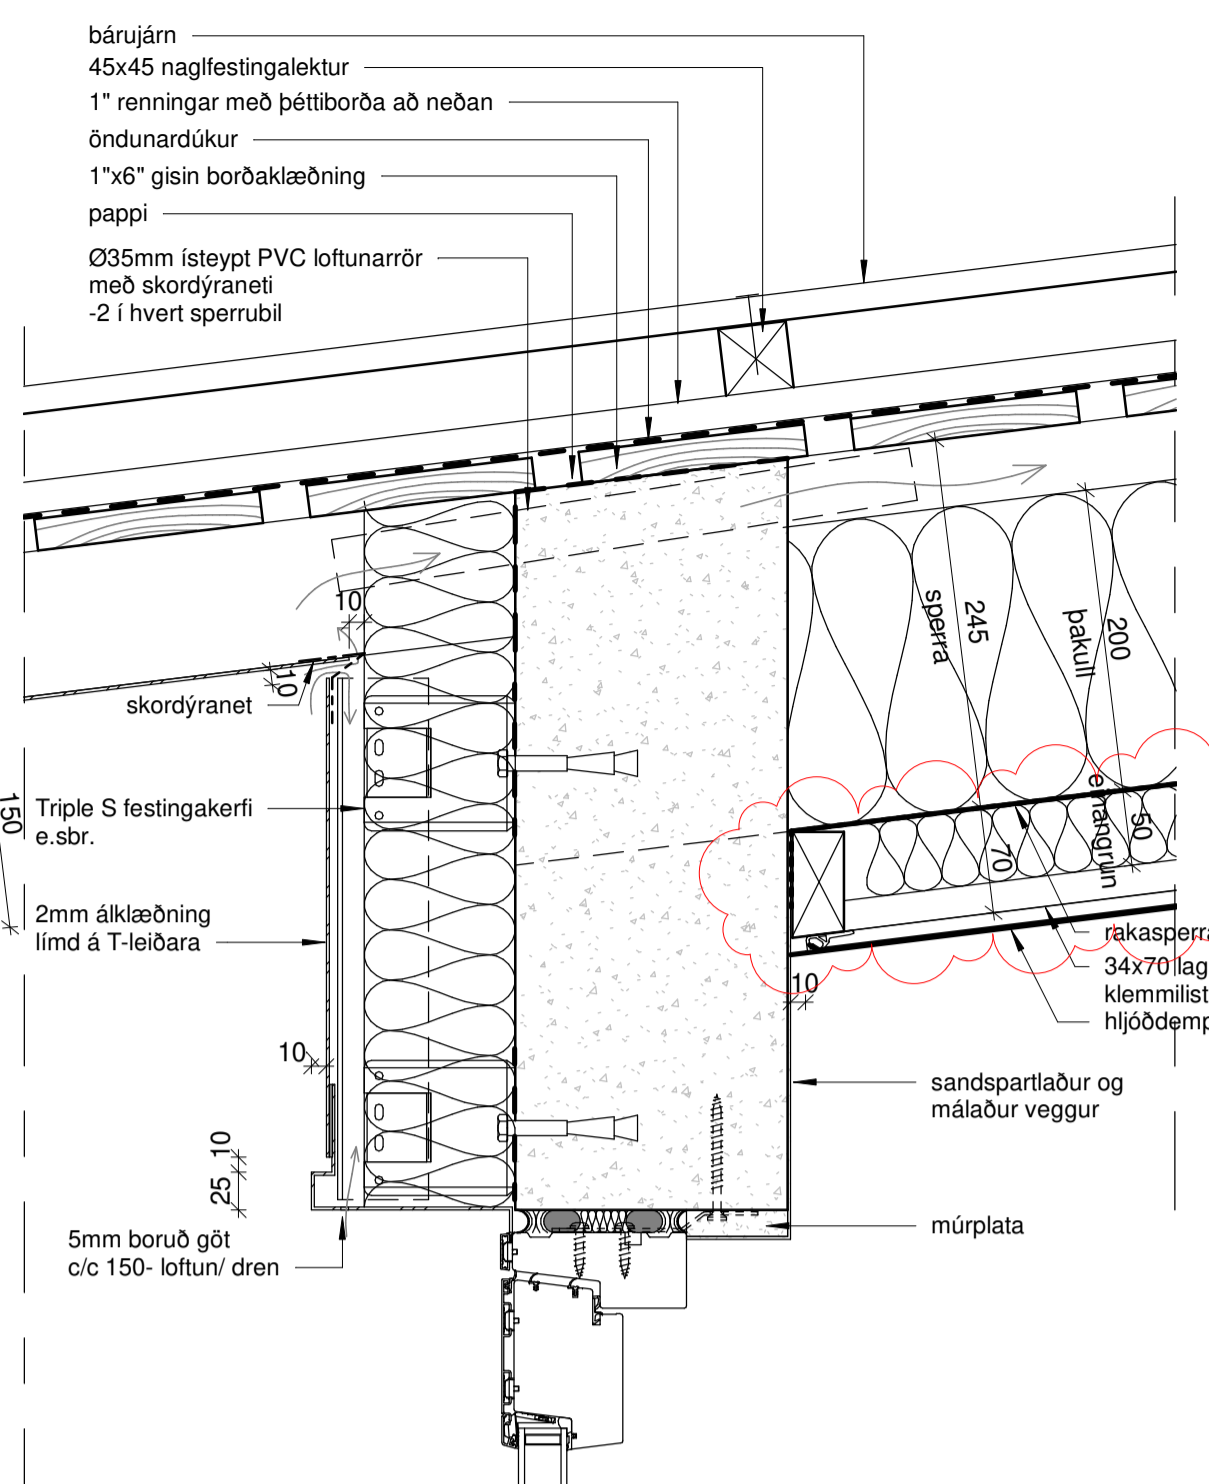 bárujárn
45x45 naglfestingalektur
1" renningar með þéttiborða að neðan
öndunardúkur
1"x6" gisin borðaklæðning
pappi
Ø35mm ísteypt PVC loftunarrör
með skordýraneti
-2 í hvert sperrubil
10
10
skordýranet
245
sperra
200
þakull
150
Triple S festingakerfi
e.sbr.
einangrun
50
70
2mm álklæðning
límd á T-leiðara
rakasperra
34x70 lag
klemmilist
hljóðdemp
10
10
sandspartlaður og
málaður veggur
10
25
5mm boruð göt
c/c 150- loftun/ dren
múrplata